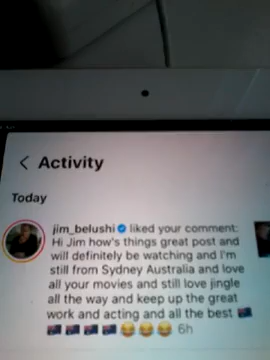 < Activity
Today
jim_belushi liked your comment:
Hi Jim how's things great post and
will definitely be watching and I'm
still from Sydney Australia and love
all your movies and still love jingle
all the way and keep up the great
work and acting and all the best 🇦🇺
🇦🇺🇦🇺🇦🇺🇦🇺😂😂😂 6h